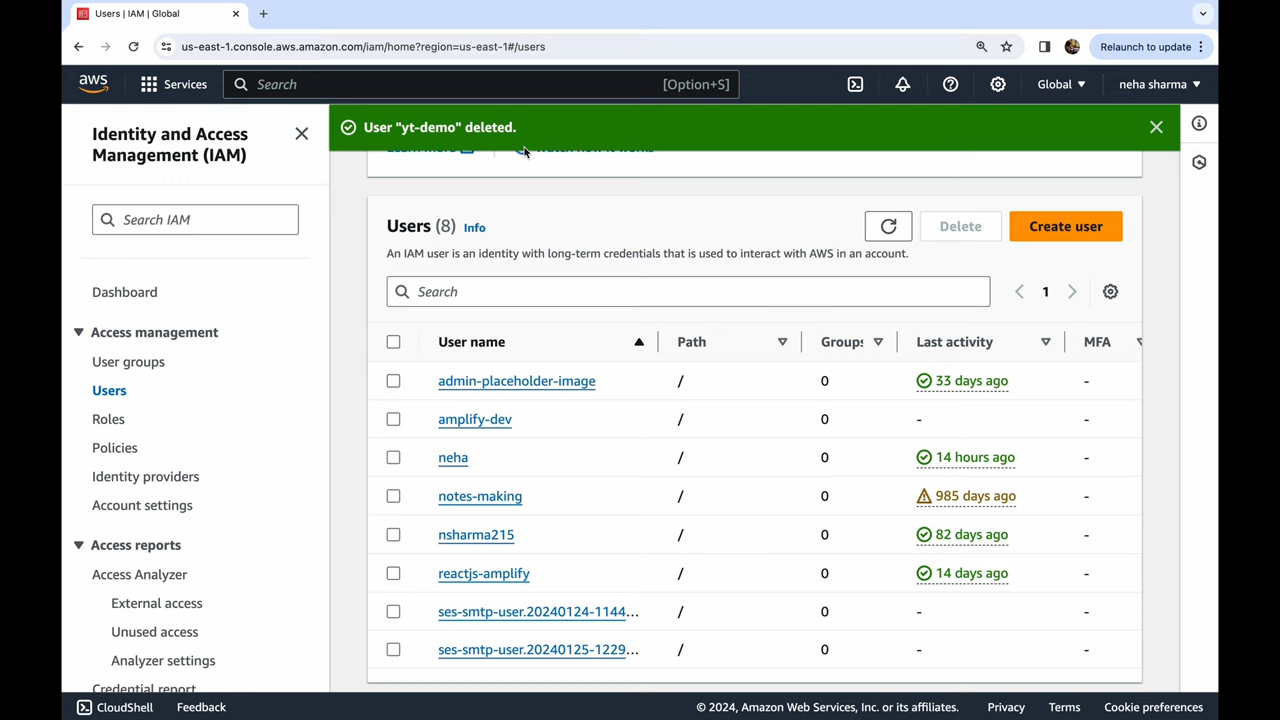 Users | IAM | Global
us-east-1.console.aws.amazon.com/iam/home?region=us-east-1#/users
Relaunch to update
aws
Services
Search
[Option+S]
Global
neha sharma
Identity and Access
Management (IAM)
Search IAM
Dashboard
Access management
User groups
Users
Roles
Policies
Identity providers
Account settings
Access reports
Access Analyzer
External access
Unused access
Analyzer settings
Credential report
User "yt-demo" deleted.
Users (8) Info
Delete
Create user
An IAM user is an identity with long-term credentials that is used to interact with AWS in an account.
Search
1
User name Path Groups Last activity MFA
admin-placeholder-image / 0 33 days ago -
amplify-dev / 0 - -
neha / 0 14 hours ago -
notes-making / 0 985 days ago -
nsharma215 / 0 82 days ago -
reactjs-amplify / 0 14 days ago -
ses-smtp-user.20240124-1144... / 0 - -
ses-smtp-user.20240125-1229... / 0 - -
CloudShell
Feedback
© 2024, Amazon Web Services, Inc. or its affiliates.
Privacy
Terms
Cookie preferences